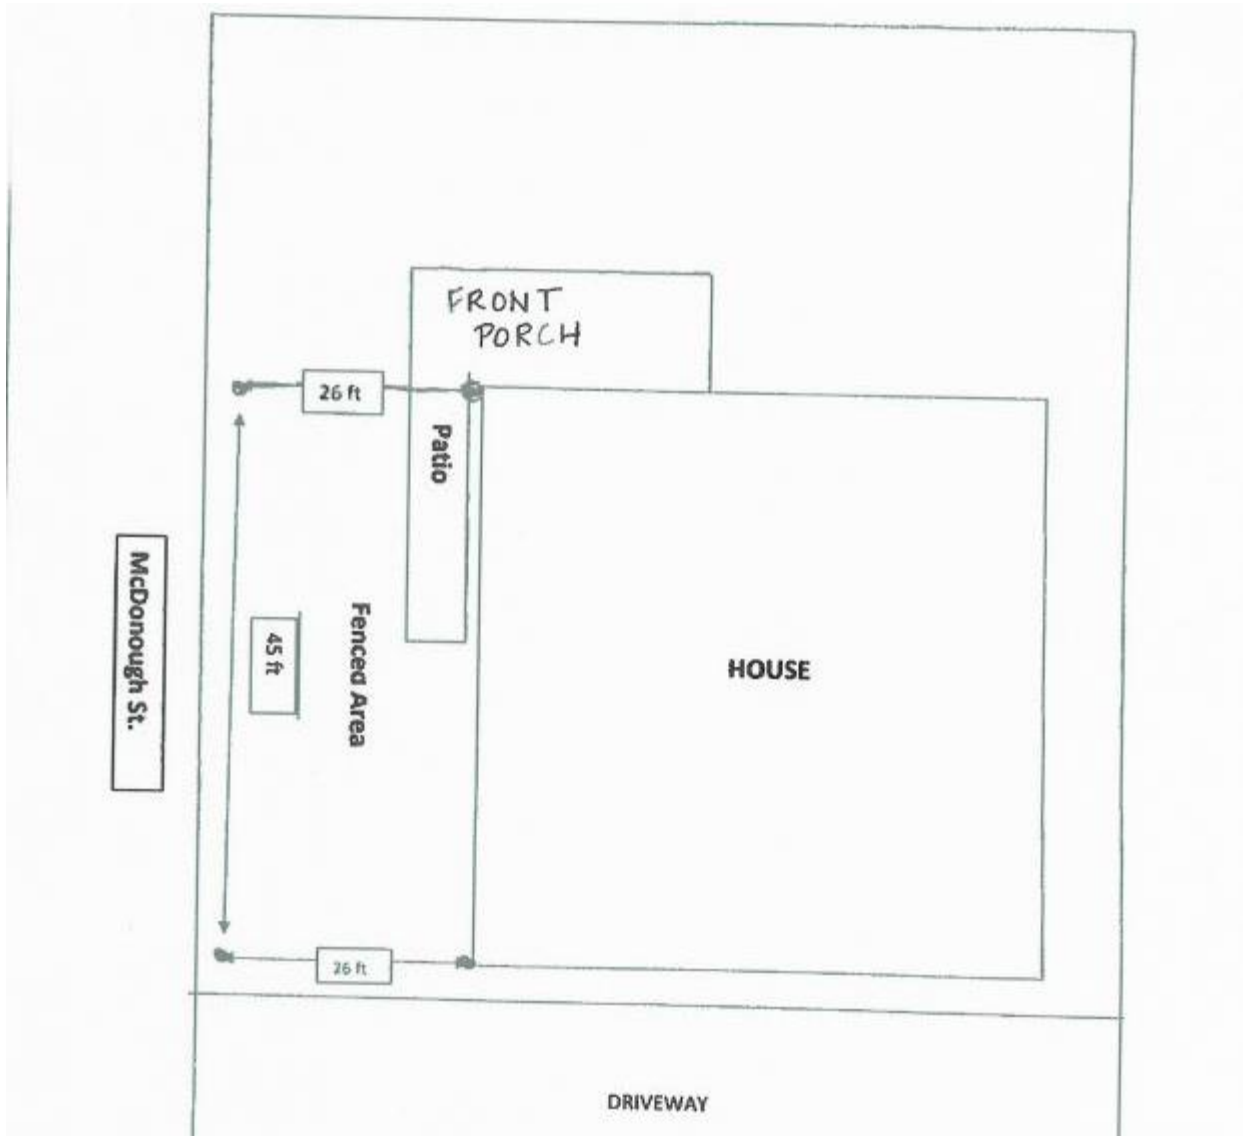 FRONT
PORCH
26 ft
Patio
McDonough St.
45 ft
Fenced Area
HOUSE
26 ft
DRIVEWAY